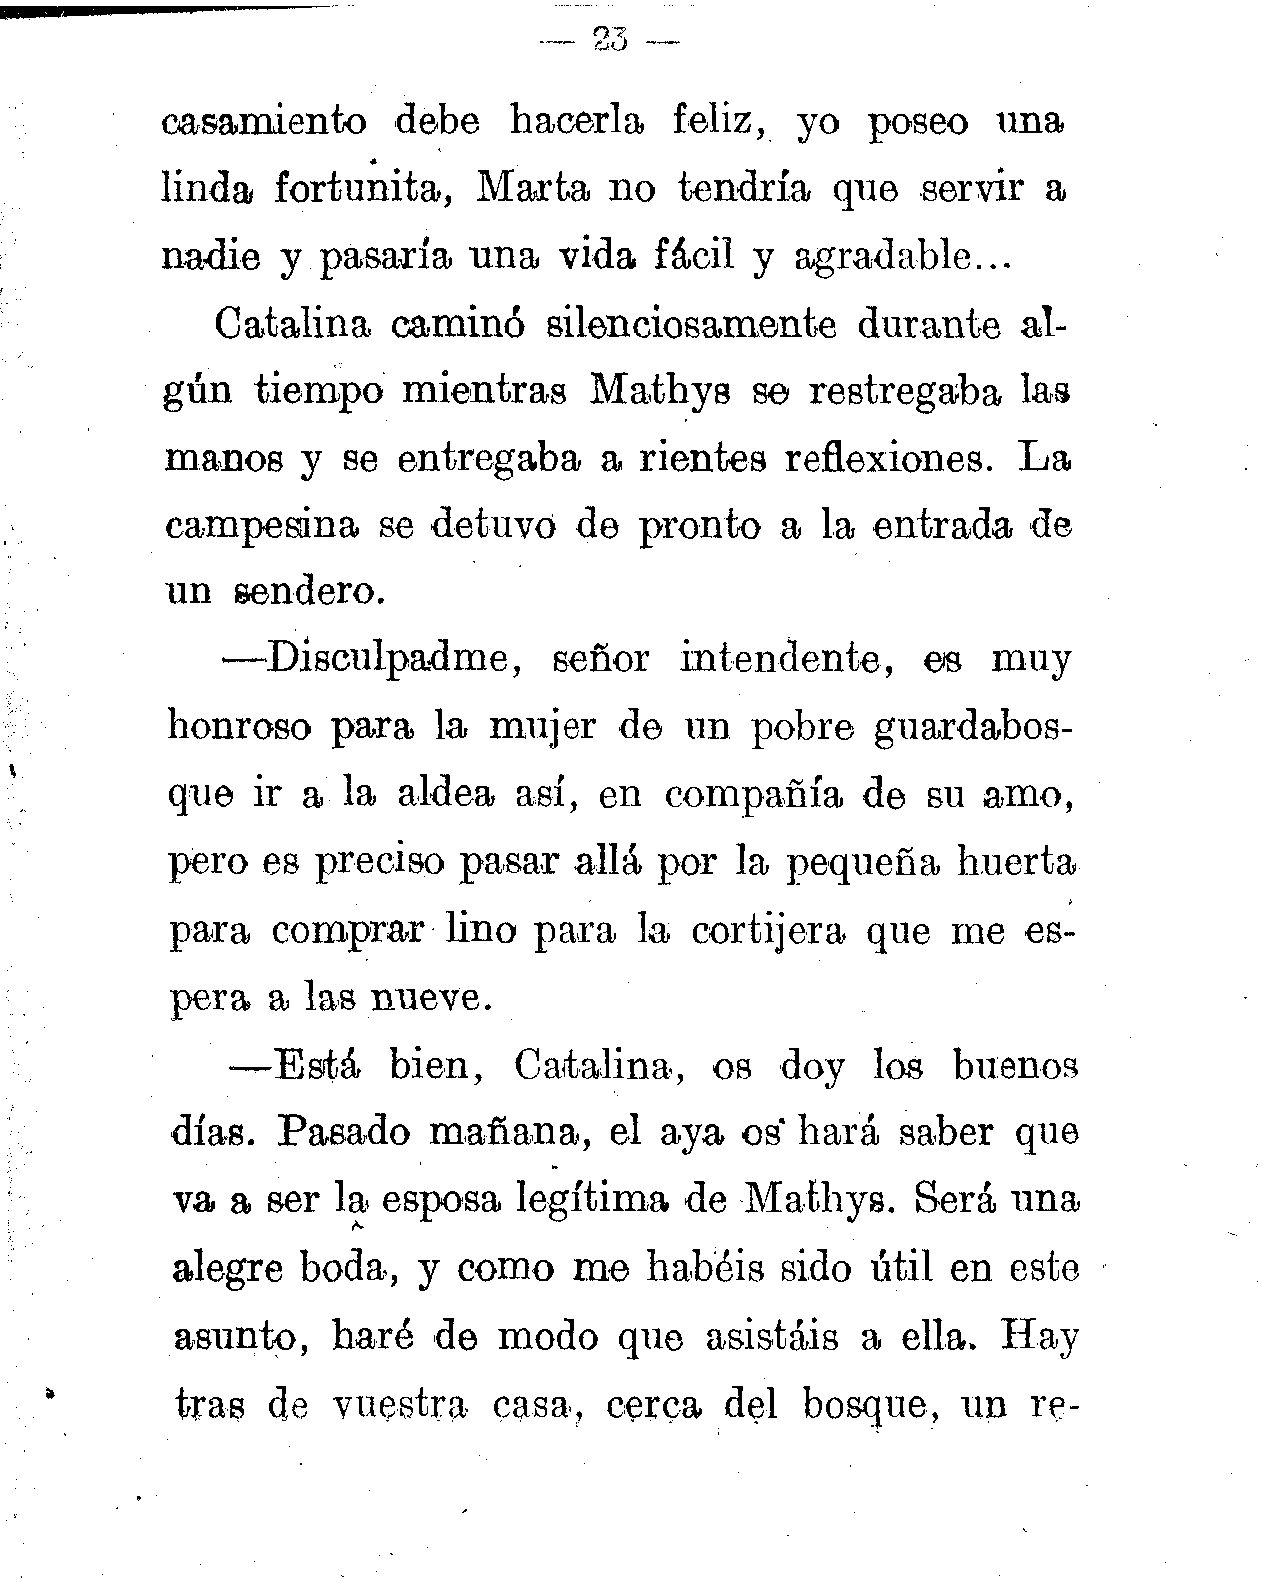 — 23 —
casamiento debe hacerla feliz, yo poseo una
linda fortunita, Marta no tendría que servir a
nadie y pasaría una vida fácil y agradable...
Catalina caminó silenciosamente durante al-
gún tiempo mientras Mathys se restregaba las
manos y se entregaba a rientes reflexiones. La
campesina se detuvo de pronto a la entrada de
un sendero.
—Disculpadme, señor intendente, es muy
honroso para la mujer de un pobre guardabos-
que ir a la aldea así, en compañía de su amo,
pero es preciso pasar allá por la pequeña huerta
para comprar lino para la cortijera que me es-
pera a las nueve.
—Está bien, Catalina, os doy los buenos
días. Pasado mañana, el aya os hará saber que
va a ser la esposa legítima de Mathys. Será una
alegre boda, y como me habéis sido útil en este
asunto, haré de modo que asistáis a ella. Hay
tras de vuestra casa, cerca del bosque, un re-